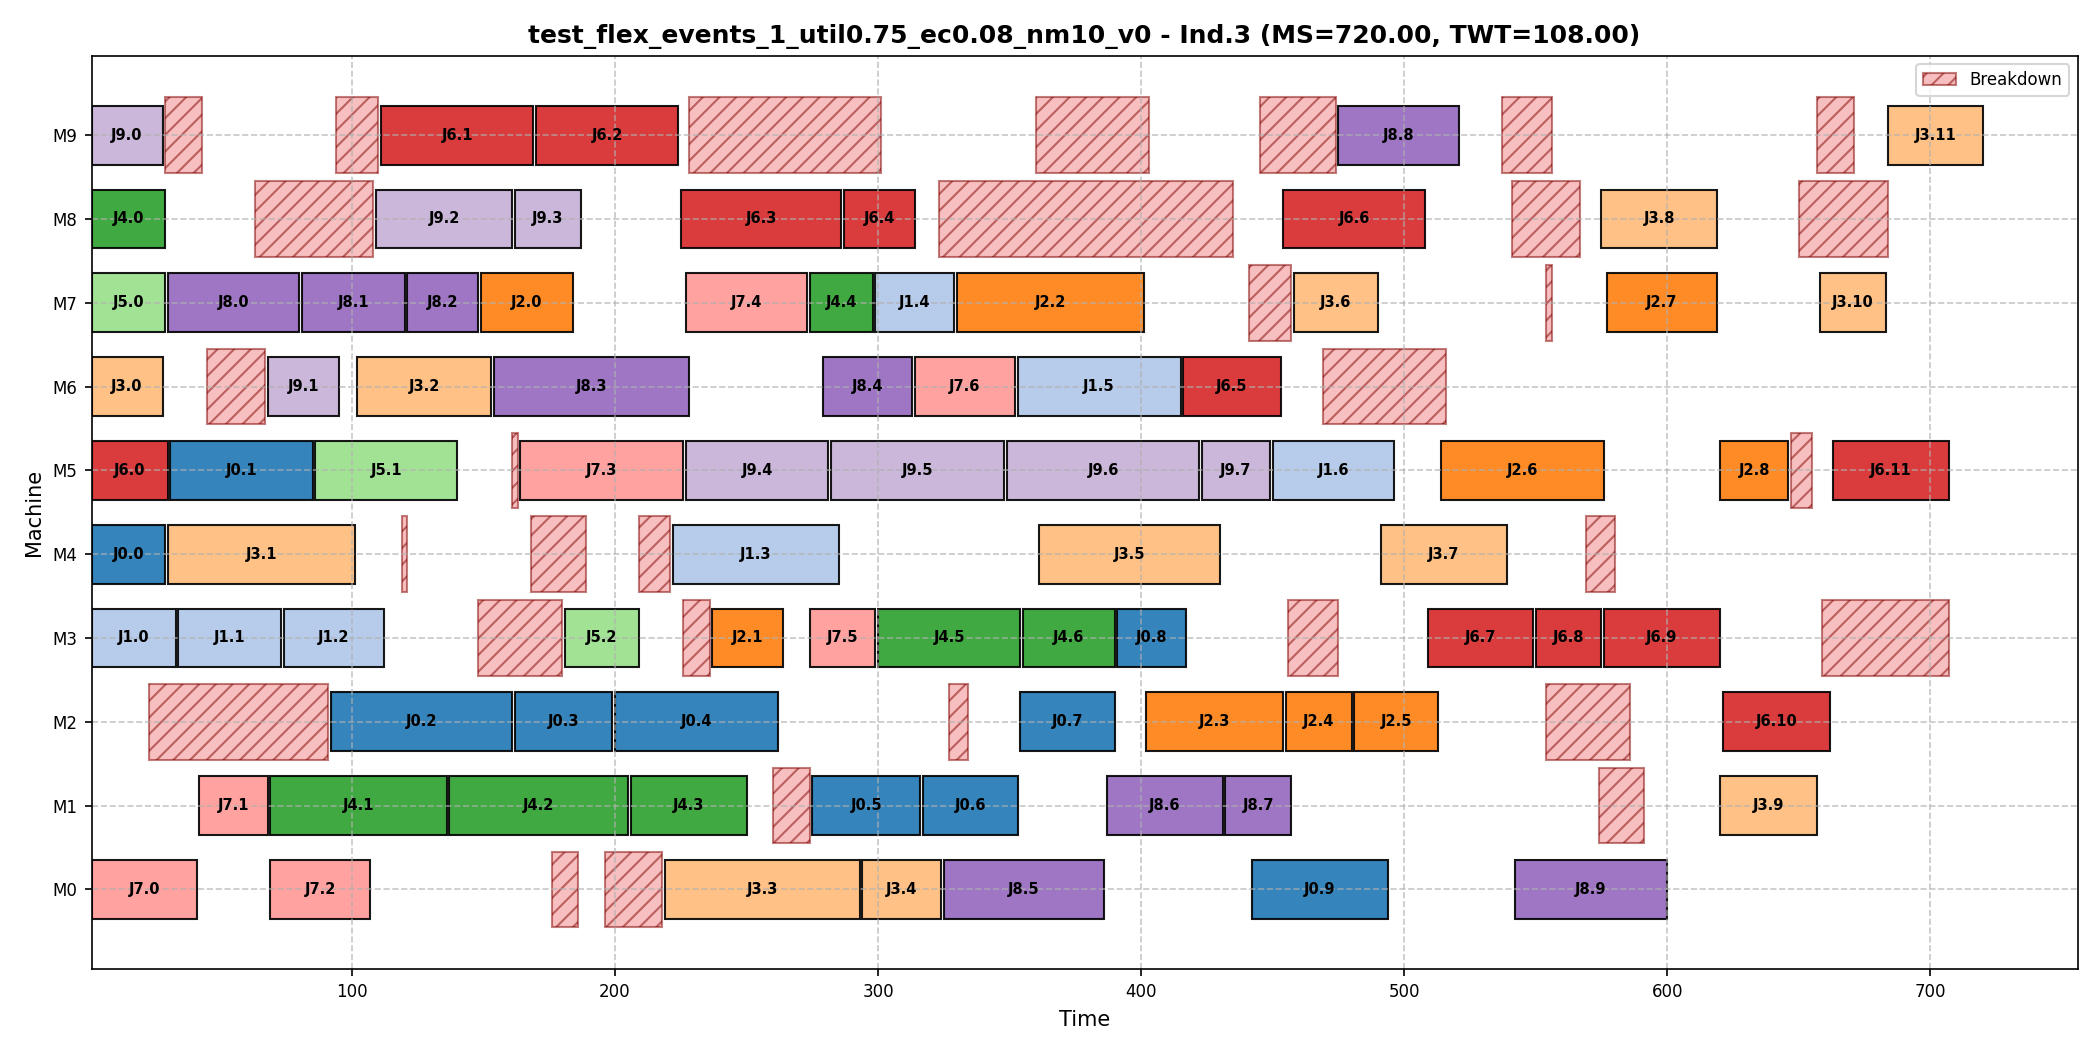 test_flex_events_1_util0.75_ec0.08_nm10_v0 - Ind.3 (MS=720.00, TWT=108.00)
Breakdown
M9 J9.0 J6.1 J6.2 J8.8 J3.11
M8 J4.0 J9.2 J9.3 J6.3 J6.4 J6.6 J3.8
M7 J5.0 J8.0 J8.1 J8.2 J2.0 J7.4 J4.4 J1.4 J2.2 J3.6 J2.7 J3.10
M6 J3.0 J9.1 J3.2 J8.3 J8.4 J7.6 J1.5 J6.5
M5 J6.0 J0.1 J5.1 J7.3 J9.4 J9.5 J9.6 J9.7 J1.6 J2.6 J2.8 J6.11
M4 J0.0 J3.1 J1.3 J3.5 J3.7
M3 J1.0 J1.1 J1.2 J5.2 J2.1 J7.5 J4.5 J4.6 J0.8 J6.7 J6.8 J6.9
M2 J0.2 J0.3 J0.4 J0.7 J2.3 J2.4 J2.5 J6.10
M1 J7.1 J4.1 J4.2 J4.3 J0.5 J0.6 J8.6 J8.7 J3.9
M0 J7.0 J7.2 J3.3 J3.4 J8.5 J0.9 J8.9
100 200 300 400 500 600 700
Time
Machine